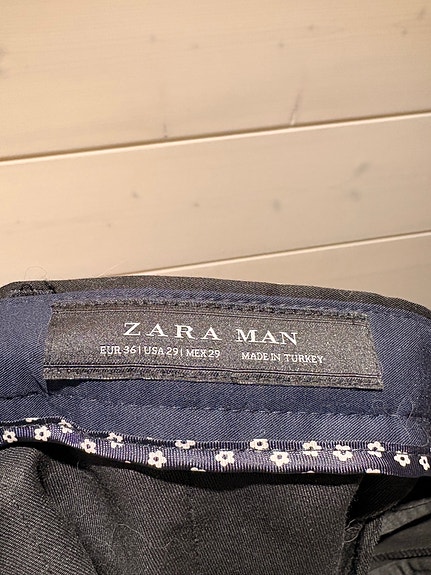 ZARA MAN
EUR 36 | USA 29 | MEX 29 MADE IN TURKEY